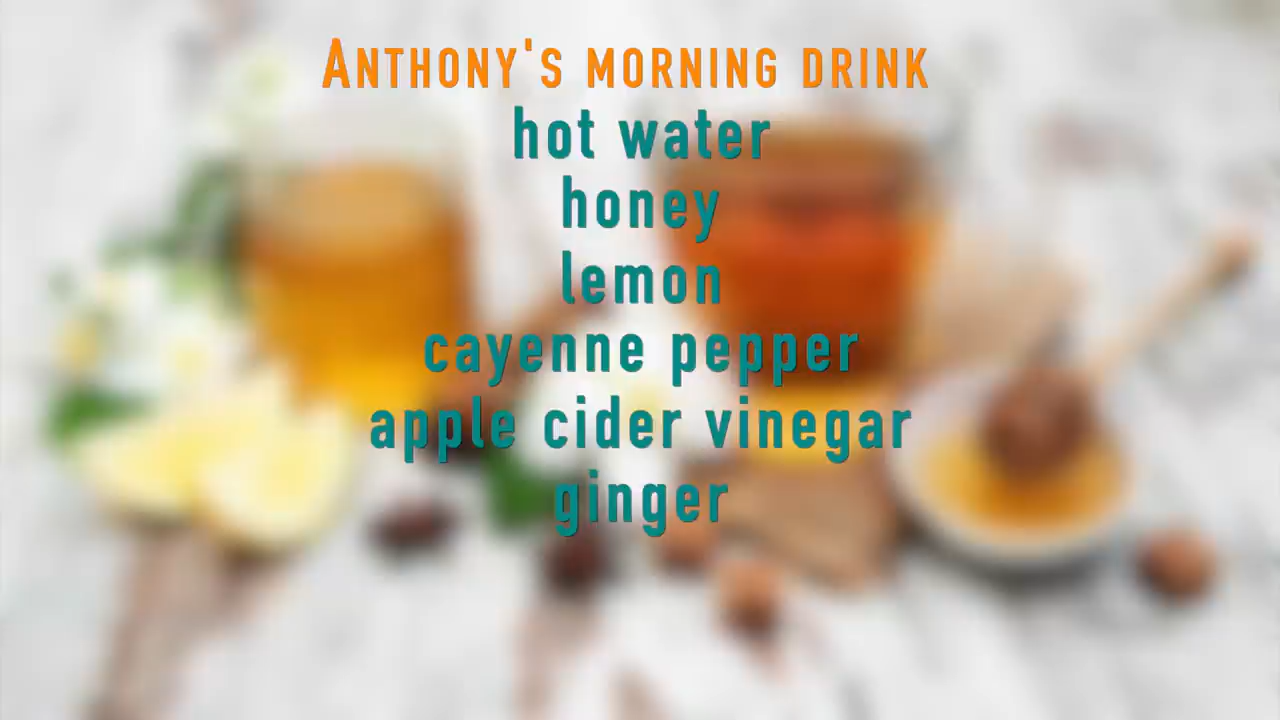 Anthony's morning drink
hot water
honey
lemon
cayenne pepper
apple cider vinegar
ginger